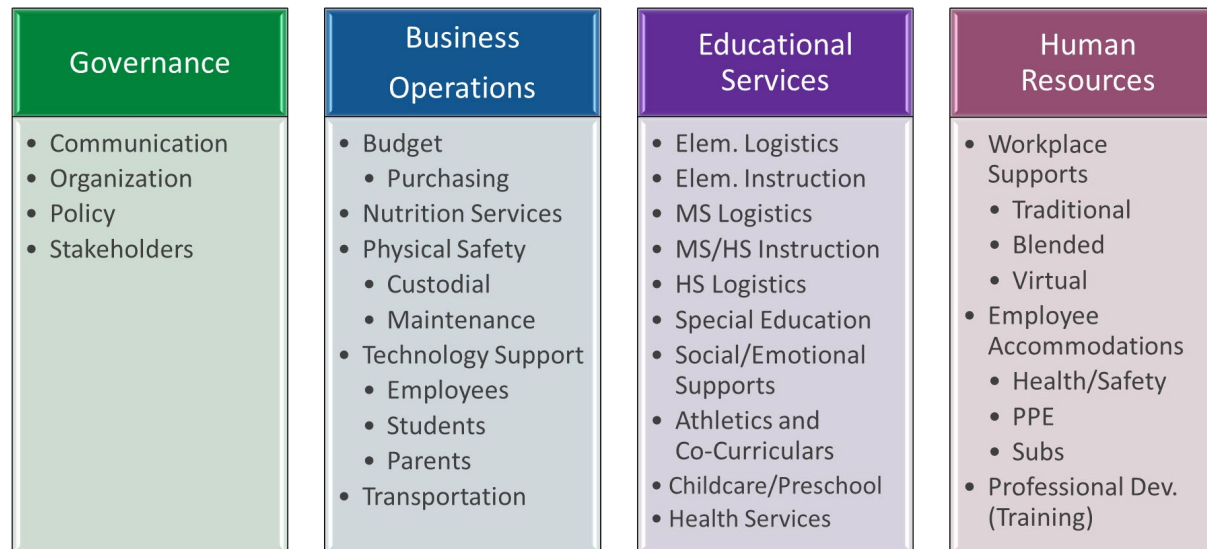 Governance
• Communication
• Organization
• Policy
• Stakeholders
Business
Operations
• Budget
• Purchasing
• Nutrition Services
• Physical Safety
• Custodial
• Maintenance
• Technology Support
• Employees
• Students
• Parents
• Transportation
Educational
Services
• Elem. Logistics
• Elem. Instruction
• MS Logistics
• MS/HS Instruction
• HS Logistics
• Special Education
• Social/Emotional
Supports
• Athletics and
Co-Curriculars
• Childcare/Preschool
• Health Services
Human
Resources
• Workplace
Supports
• Traditional
• Blended
• Virtual
• Employee
Accommodations
• Health/Safety
• PPE
• Subs
• Professional Dev.
(Training)